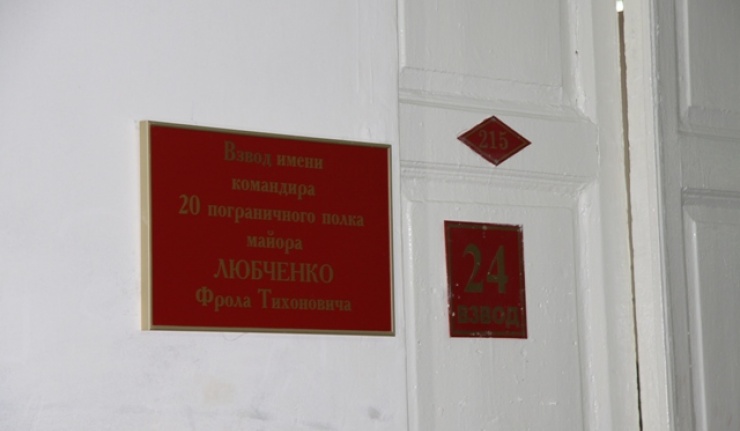 Взвод имени
командира
20 пограничного полка
майора
ЛЮБЧЕНКО
Фрола Тихоновича
215
24
ВЗВОД